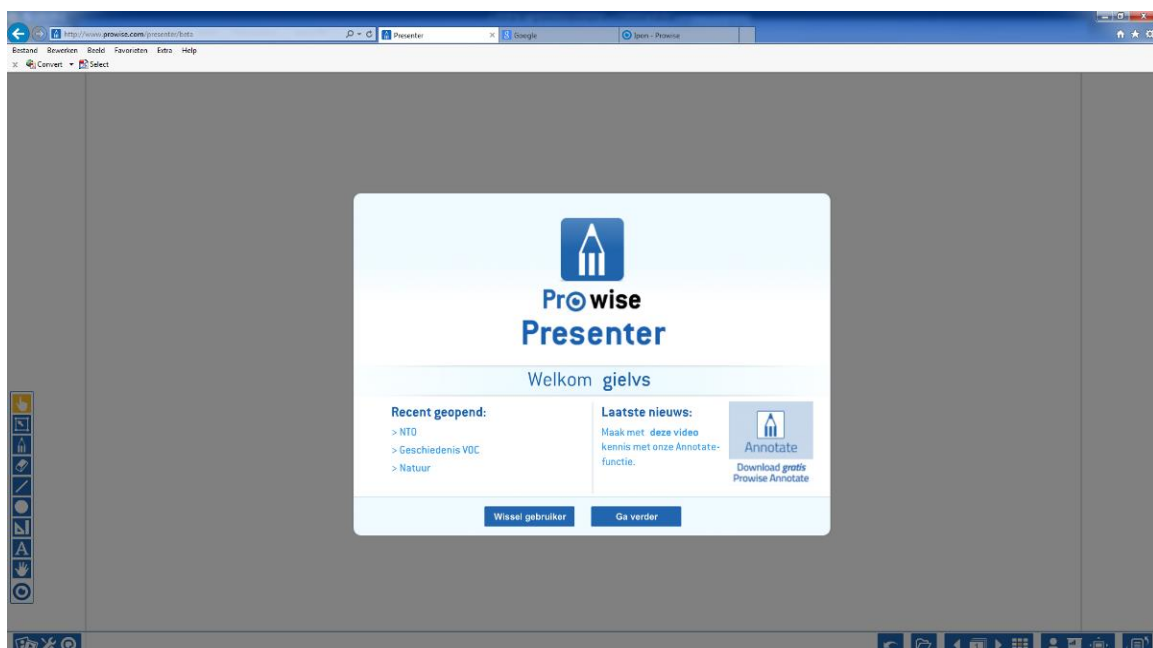 http://www.prowise.com/presenter/beta
Presenter
Google
Ipon - Prowise
Bestand Bewerken Beeld Favorieten Extra Help
Convert Select
Prowise
Presenter
Welkom gielvs
Recent geopend:
> NTO
> Geschiedenis VOC
> Natuur
Laatste nieuws:
Maak met deze video
kennis met onze Annotate-
functie.
Annotate
Download gratis
Prowise Annotate
Wissel gebruiker
Ga verder
A